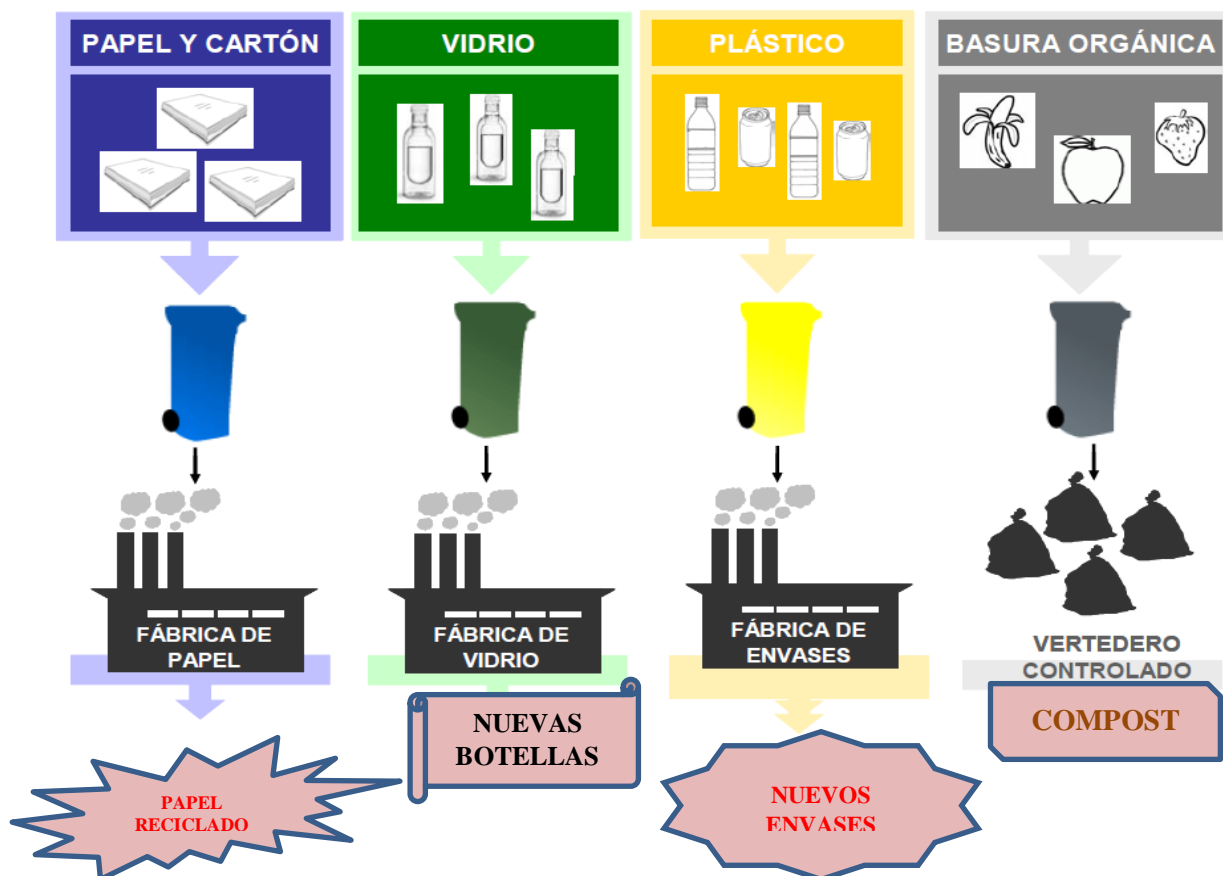 PAPEL Y CARTÓN
VIDRIO
PLÁSTICO
BASURA ORGÁNICA
FÁBRICA DE
PAPEL
FÁBRICA DE
VIDRIO
FÁBRICA DE
ENVASES
VERTEDERO
CONTROLADO
PAPEL
RECICLADO
NUEVAS
BOTELLAS
NUEVOS
ENVASES
COMPOST